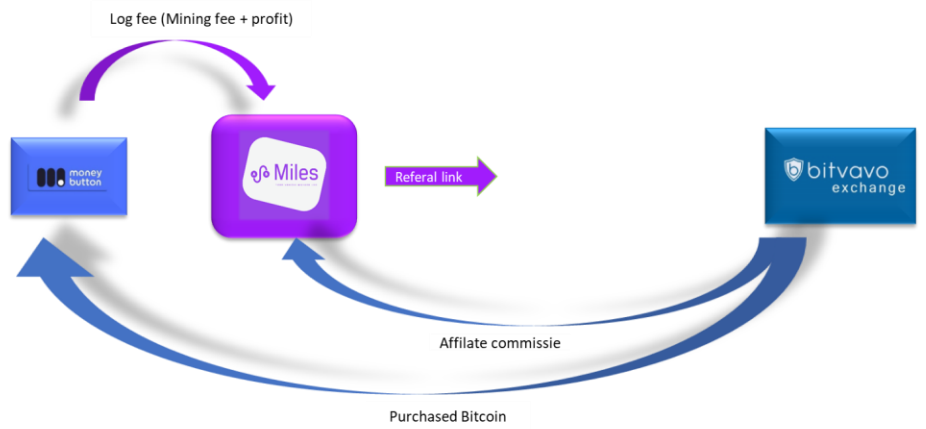 Log fee (Mining fee + profit)
money
button
Miles
Referal link
bitvavo
exchange
Affilate commissie
Purchased Bitcoin